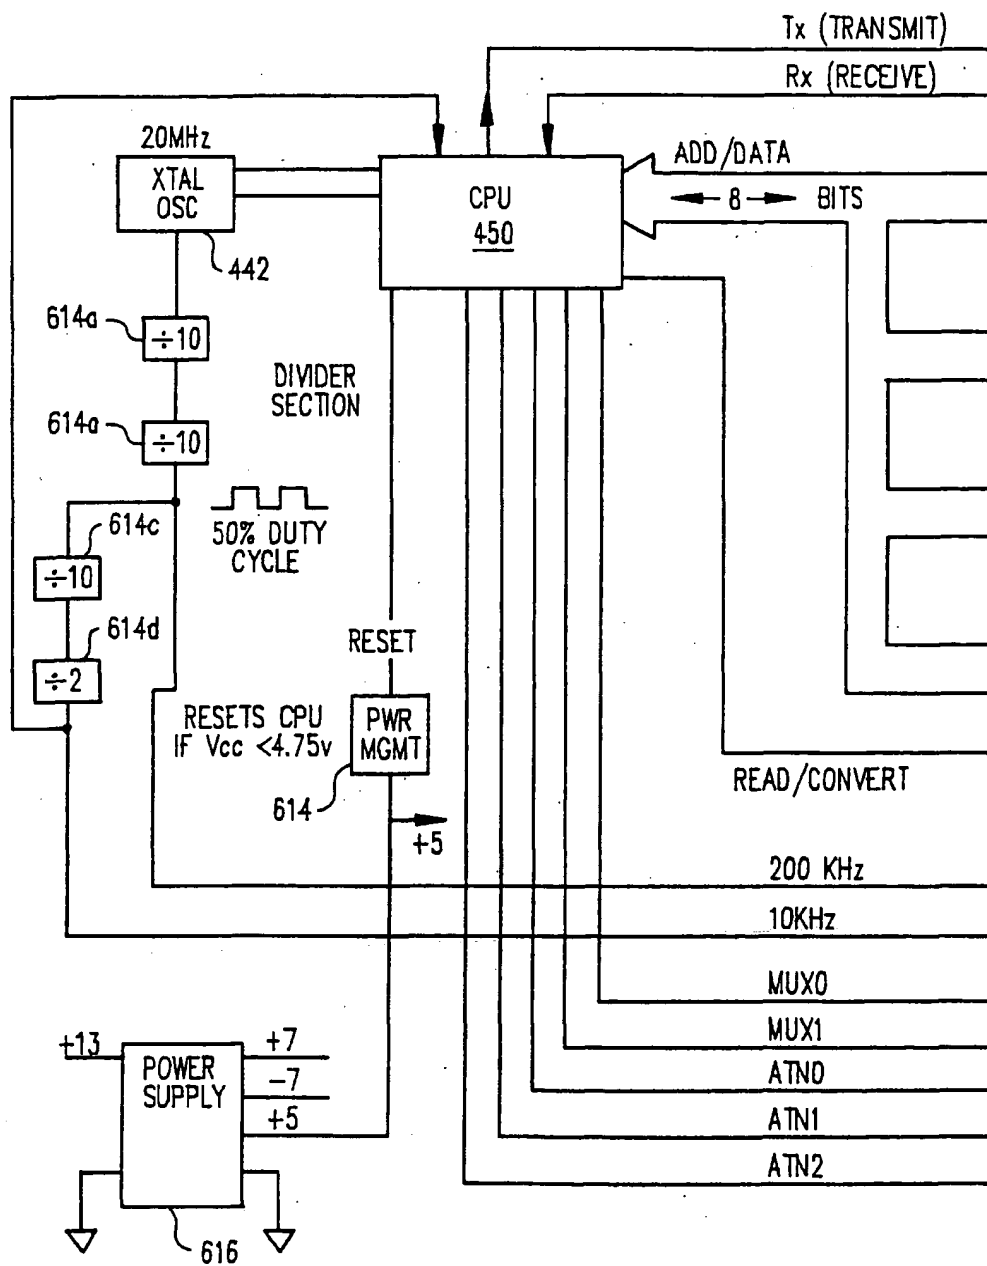 Tx (TRANSMIT)
Rx (RECEIVE)
20MHz
XTAL
OSC
442
CPU
450
ADD/DATA
8 BITS
614a
÷10
614a
÷10
DIVIDER
SECTION
50% DUTY
CYCLE
614c
÷10
614d
÷2
RESET
RESETS CPU
IF Vcc <4.75v
PWR
MGMT
614
+5
READ/CONVERT
200 KHz
10KHz
MUX0
MUX1
ATN0
ATN1
ATN2
+13
POWER
SUPPLY
+7
-7
+5
616